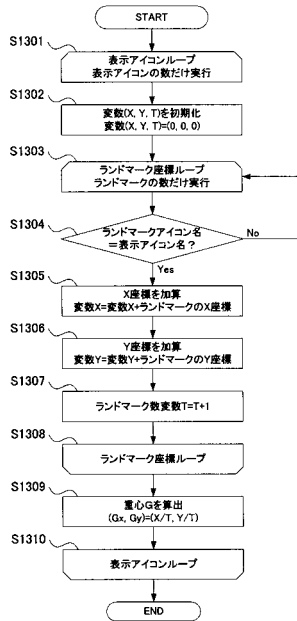 START
S1301
表示アイコンループ
表示アイコンの数だけ実行
S1302
変数(X, Y, T)を初期化
変数(X, Y, T)=(0, 0, 0)
S1303
ランドマーク座標ループ
ランドマークの数だけ実行
S1304
ランドマークアイコン名
=表示アイコン名?
No
Yes
S1305
X座標を加算
変数X=変数X+ランドマークのX座標
S1306
Y座標を加算
変数Y=変数Y+ランドマークのY座標
S1307
ランドマーク数変数T=T+1
S1308
ランドマーク座標ループ
S1309
重心Gを算出
(Gx, Gy)=(X/T, Y/T)
S1310
表示アイコンループ
END